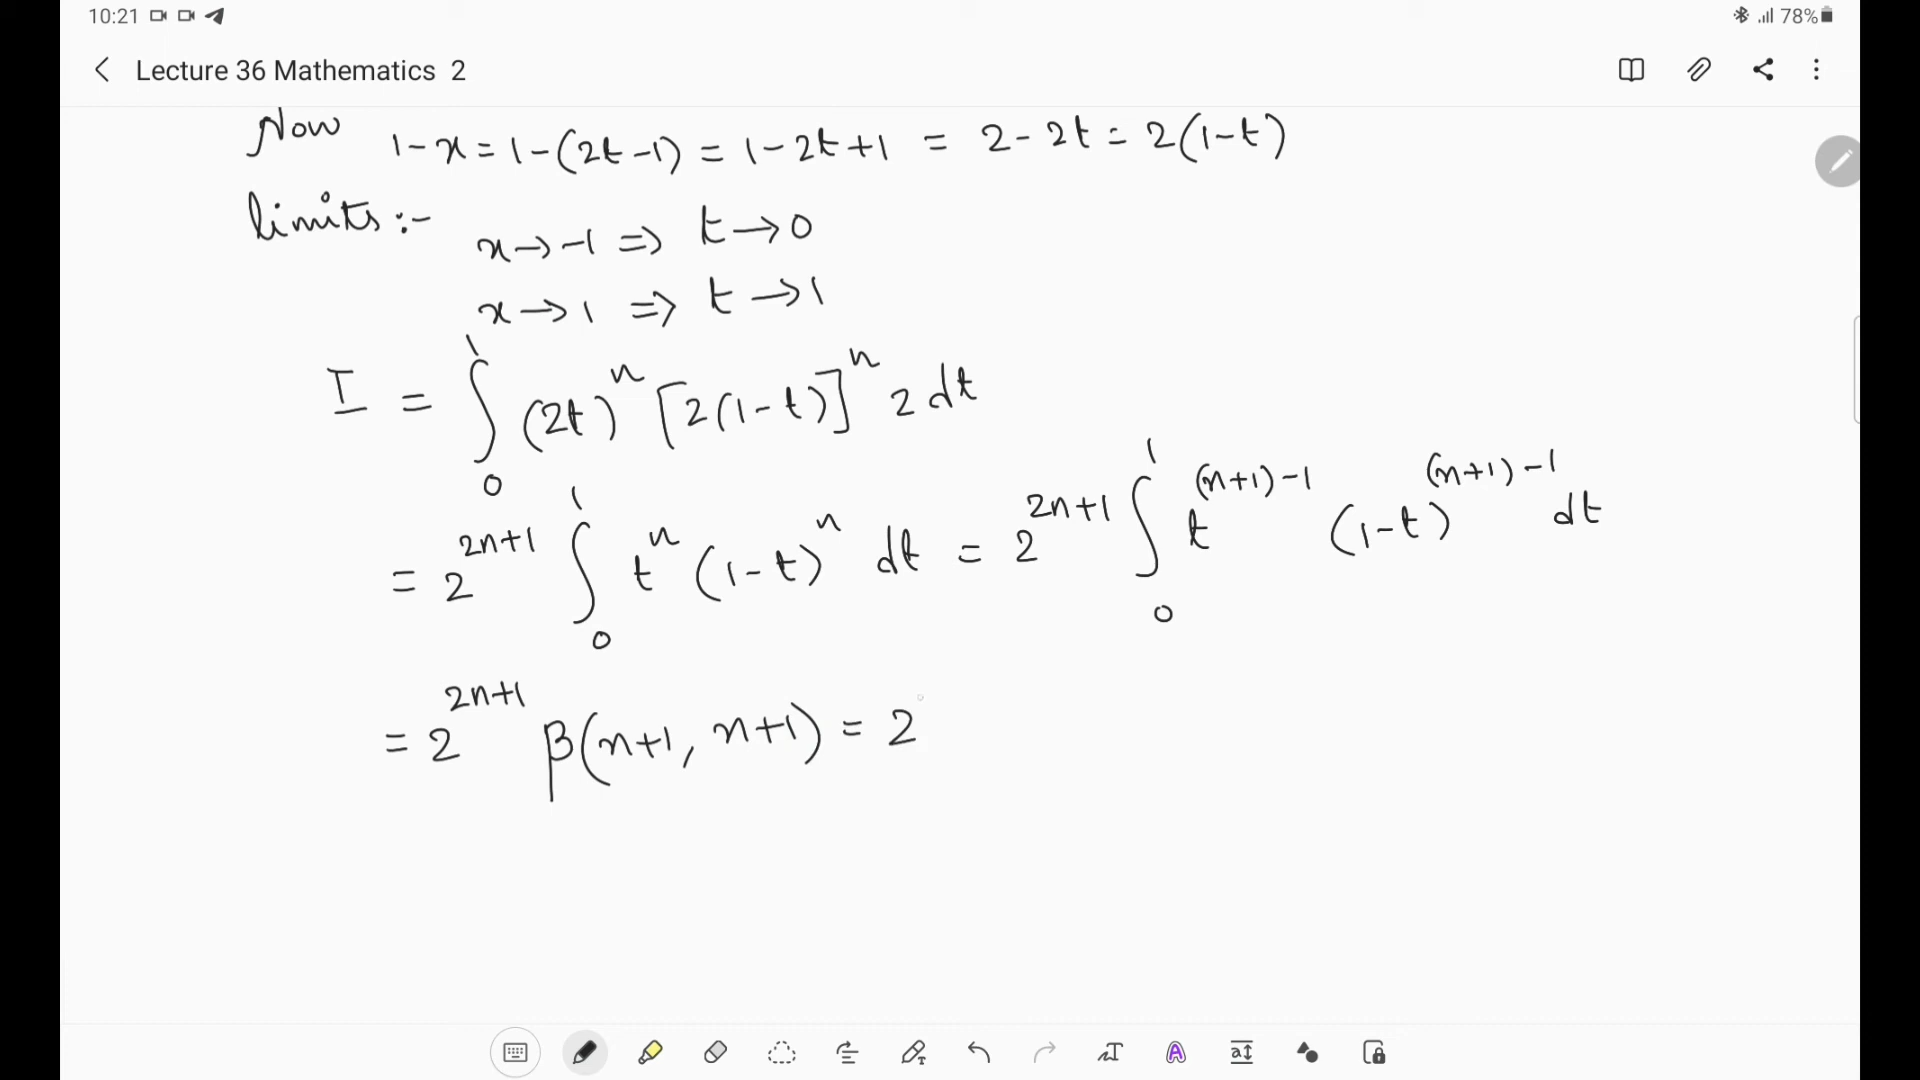 10:21 78%
Lecture 36 Mathematics 2
Now 1-x = 1-(2t-1) = 1-2t+1 = 2-2t = 2(1-t)
limits :- x → -1 ⇒ t → 0
x → 1 ⇒ t → 1
I = ∫₀¹ (2t)ⁿ [2(1-t)]ⁿ 2 dt
= 2^{2n+1} ∫₀¹ tⁿ (1-t)ⁿ dt = 2^{2n+1} ∫₀¹ t^{(n+1)-1} (1-t)^{(n+1)-1} dt
= 2^{2n+1} β(n+1, n+1) = 2